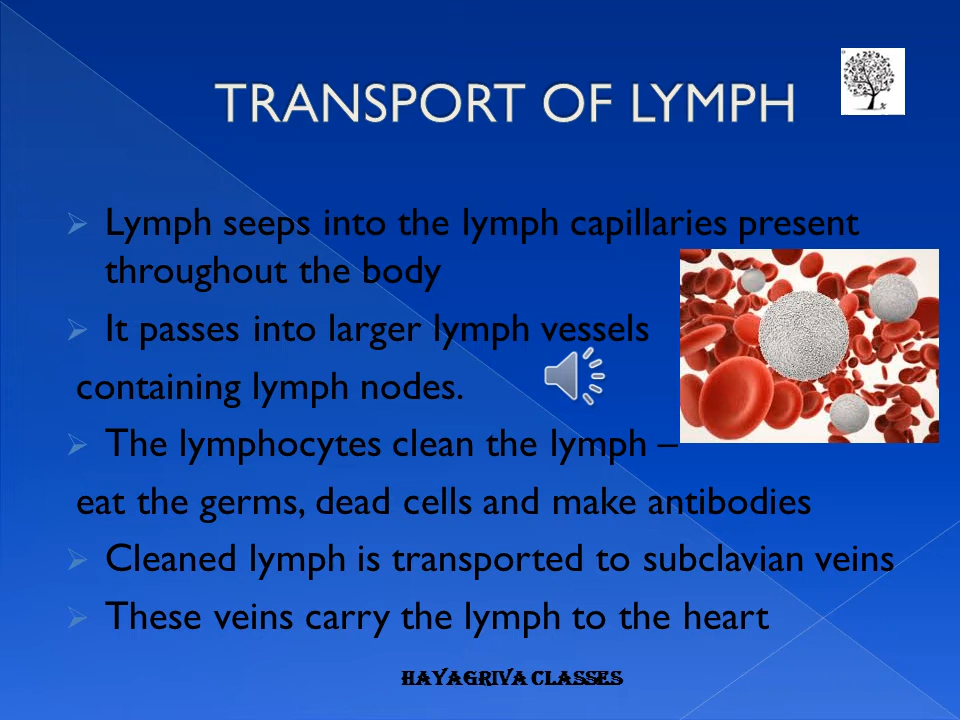 TRANSPORT OF LYMPH
Lymph seeps into the lymph capillaries present
throughout the body
It passes into larger lymph vessels
containing lymph nodes.
The lymphocytes clean the lymph –
eat the germs, dead cells and make antibodies
Cleaned lymph is transported to subclavian veins
These veins carry the lymph to the heart
HAYAGRIVA CLASSES